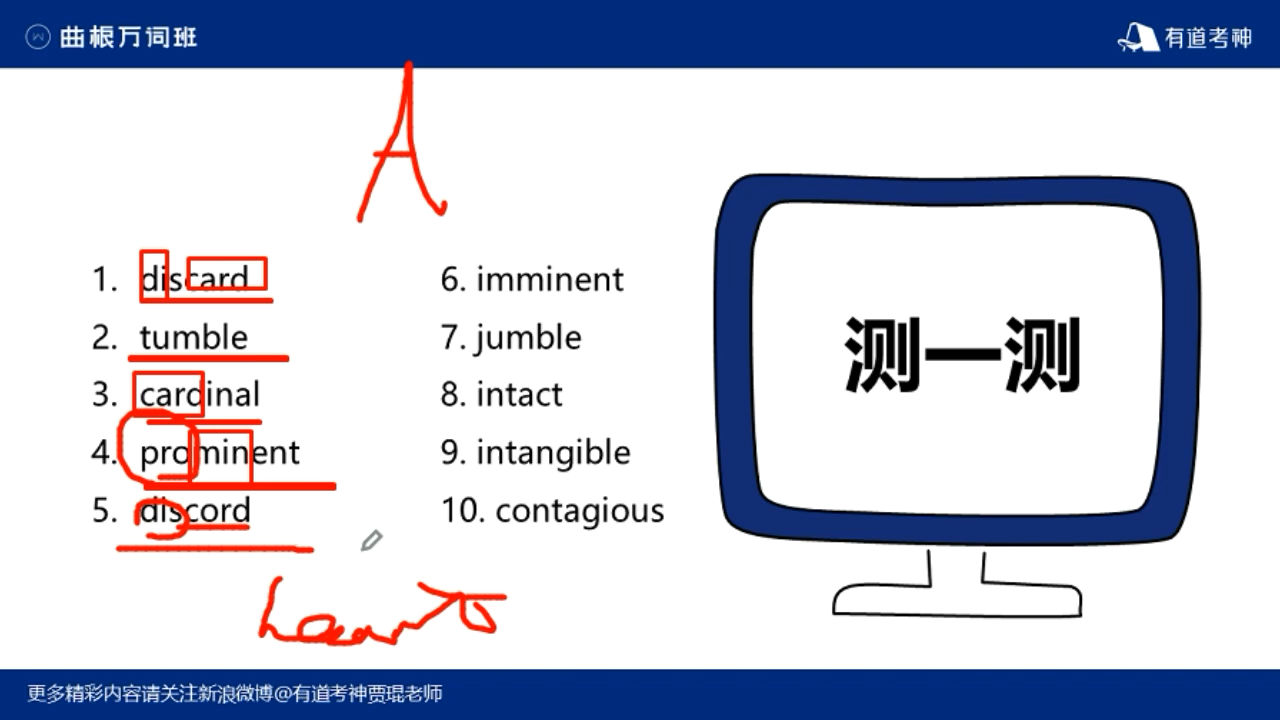 曲根万词班
有道考神
A
1. discard
2. tumble
3. cardinal
4. prominent
5. discord
6. imminent
7. jumble
8. intact
9. intangible
10. contagious
测一测
更多精彩内容请关注新浪微博@有道考神贾琨老师